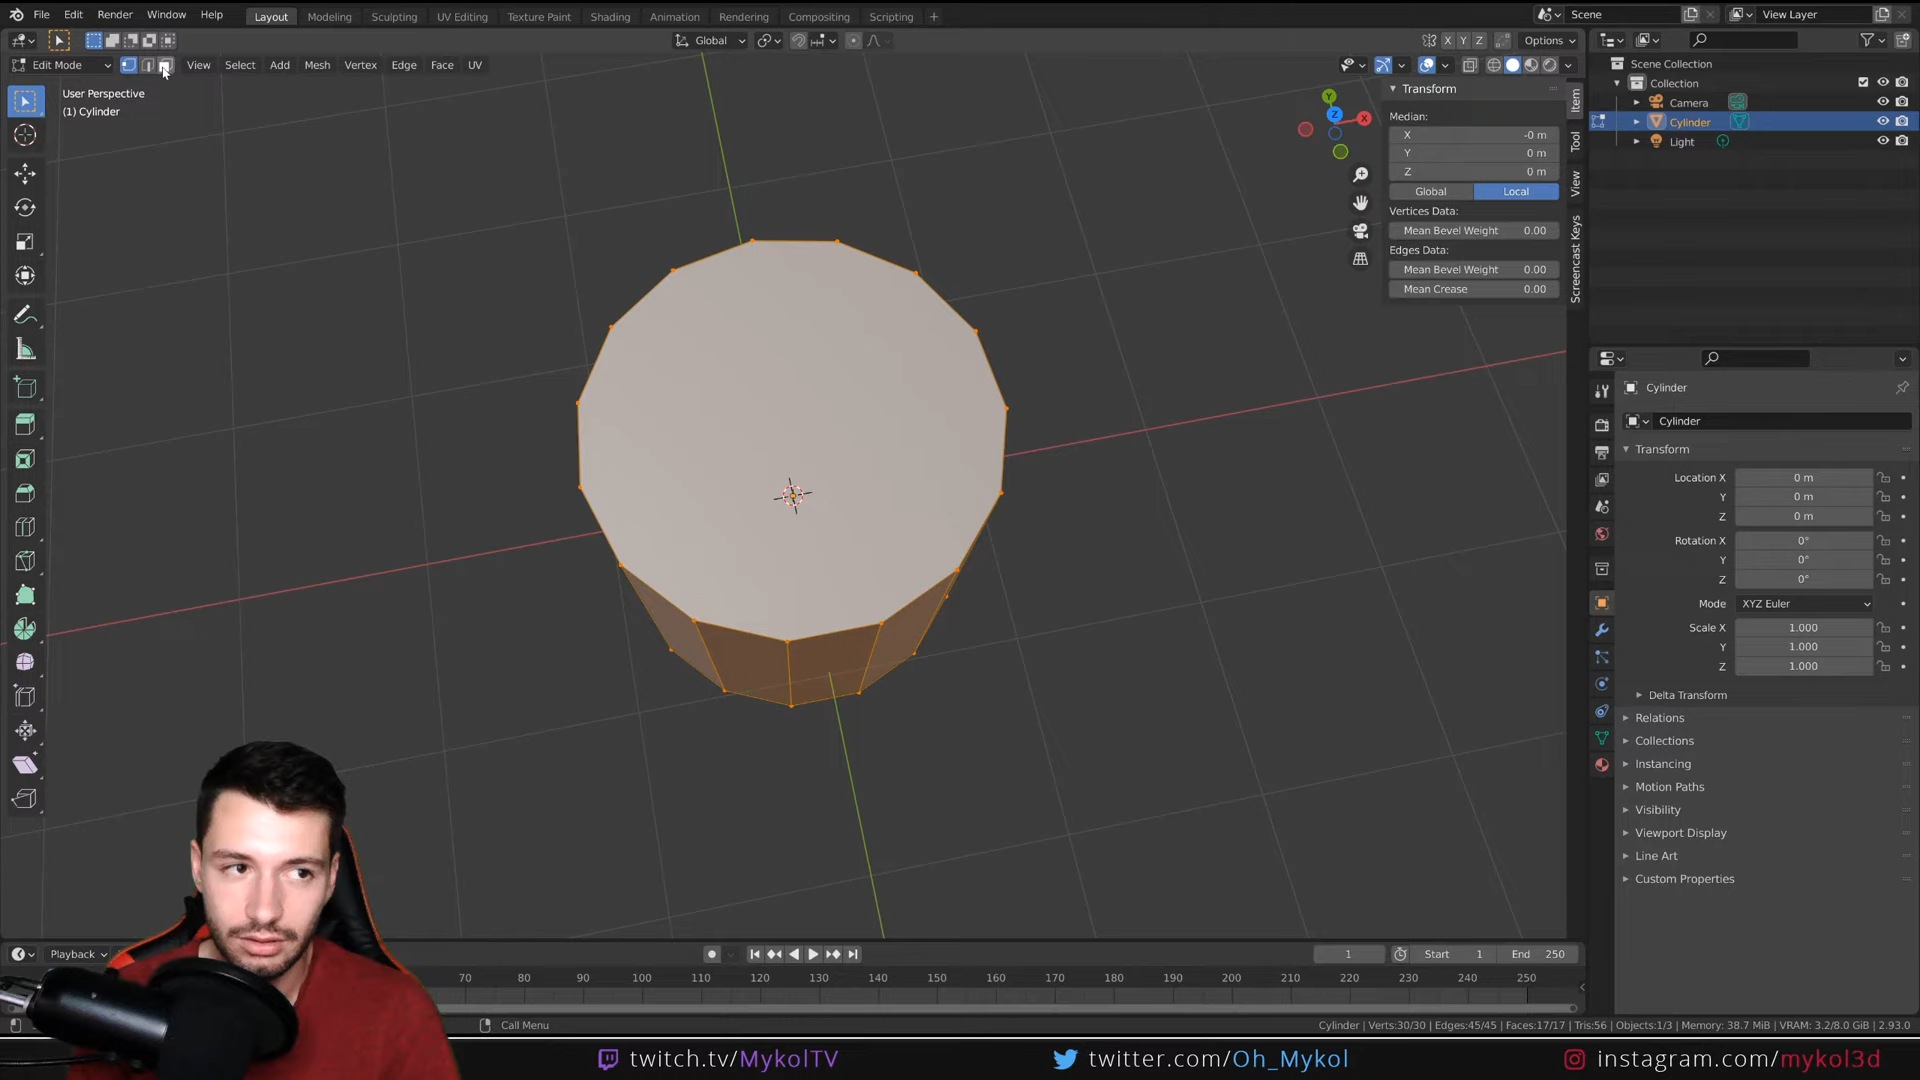 File Edit Render Window Help Layout Modeling Sculpting UV Editing Texture Paint Shading Animation Rendering Compositing Scripting + Scene View Layer
Global X Y Z Options
Edit Mode View Select Add Mesh Vertex Edge Face UV
User Perspective
(1) Cylinder
Y
Z
X
Transform
Median:
X -0 m
Y 0 m
Z 0 m
Global Local
Vertices Data:
Mean Bevel Weight 0.00
Edges Data:
Mean Bevel Weight 0.00
Mean Crease 0.00
Item
Tool
View
Screencast Keys
Scene Collection
Collection
Camera
Cylinder
Light
Cylinder
Cylinder
Transform
Location X 0 m
Y 0 m
Z 0 m
Rotation X 0°
Y 0°
Z 0°
Mode XYZ Euler
Scale X 1.000
Y 1.000
Z 1.000
Delta Transform
Relations
Collections
Instancing
Motion Paths
Visibility
Viewport Display
Line Art
Custom Properties
Playback 1 Start 1 End 250
70 80 90 100 110 120 130 140 150 160 170 180 190 200 210 220 230 240 250
Call Menu
Cylinder | Verts:30/30 | Edges:45/45 | Faces:17/17 | Tris:56 | Objects:1/3 | Memory: 38.7 MiB | VRAM: 3.2/8.0 GiB | 2.93.0
twitch.tv/MykolTV twitter.com/Oh_Mykol instagram.com/mykol3d